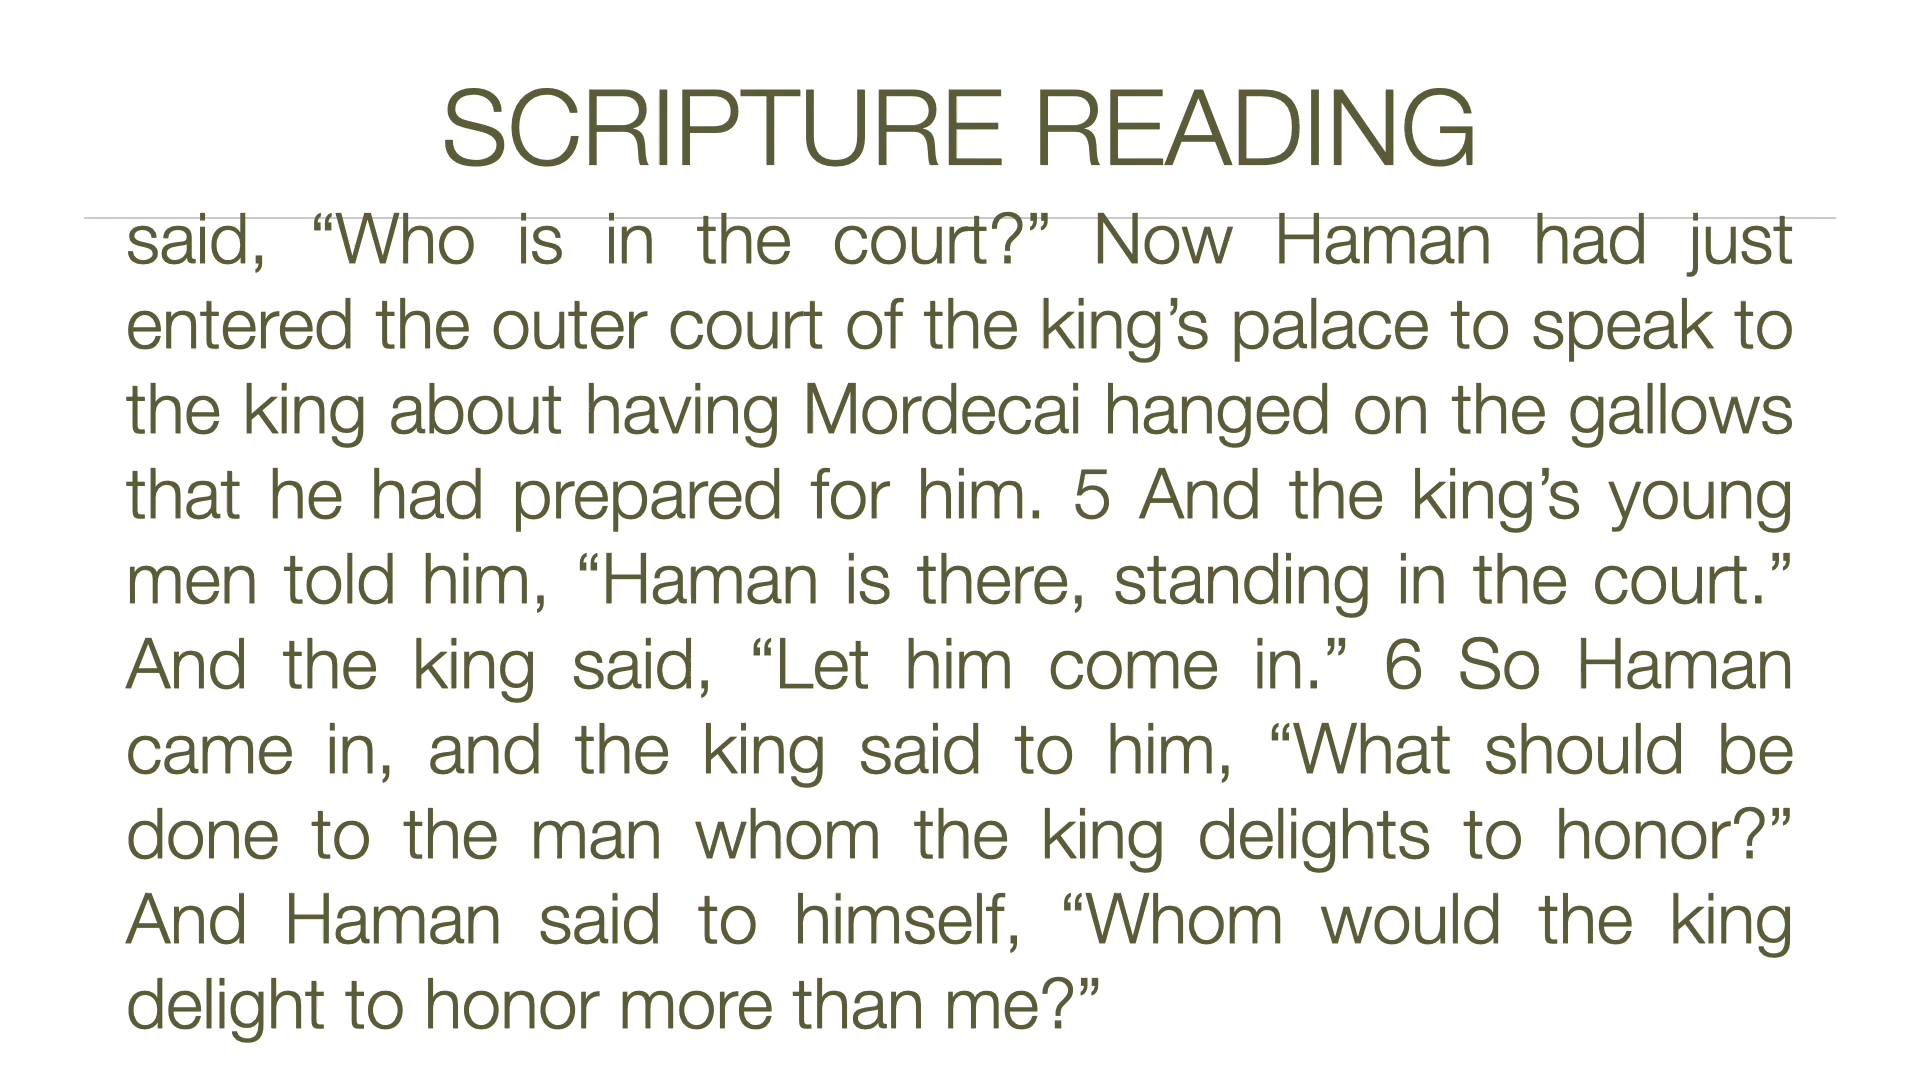 SCRIPTURE READING
said, “Who is in the court?” Now Haman had just
entered the outer court of the king’s palace to speak to
the king about having Mordecai hanged on the gallows
that he had prepared for him. 5 And the king’s young
men told him, “Haman is there, standing in the court.”
And the king said, “Let him come in.” 6 So Haman
came in, and the king said to him, “What should be
done to the man whom the king delights to honor?”
And Haman said to himself, “Whom would the king
delight to honor more than me?”